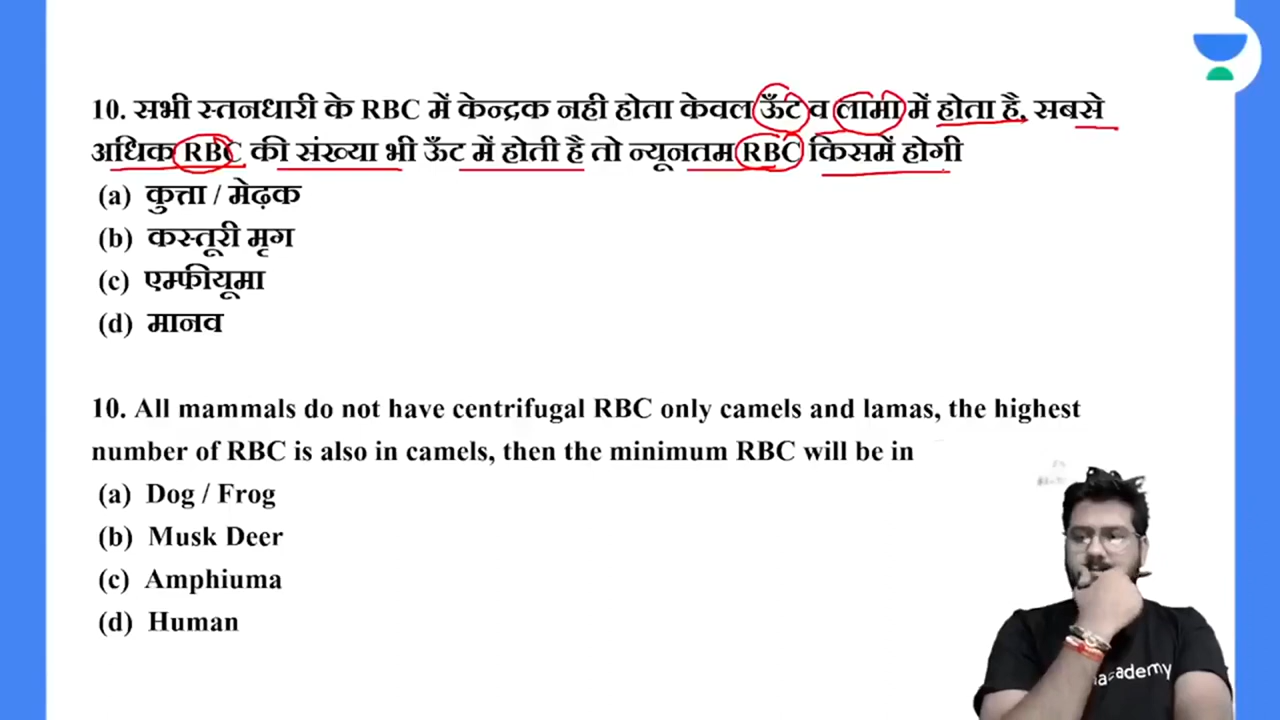 10. सभी स्तनधारी के RBC में केन्द्रक नही होता केवल ऊँट व लामा में होता है, सबसे
अधिक RBC की संख्या भी ऊँट में होती है तो न्यूनतम RBC किसमें होगी
(a) कुत्ता / मेढ़क
(b) कस्तूरी मृग
(c) एम्फीयूमा
(d) मानव
10. All mammals do not have centrifugal RBC only camels and lamas, the highest
number of RBC is also in camels, then the minimum RBC will be in
(a) Dog / Frog
(b) Musk Deer
(c) Amphiuma
(d) Human
academy